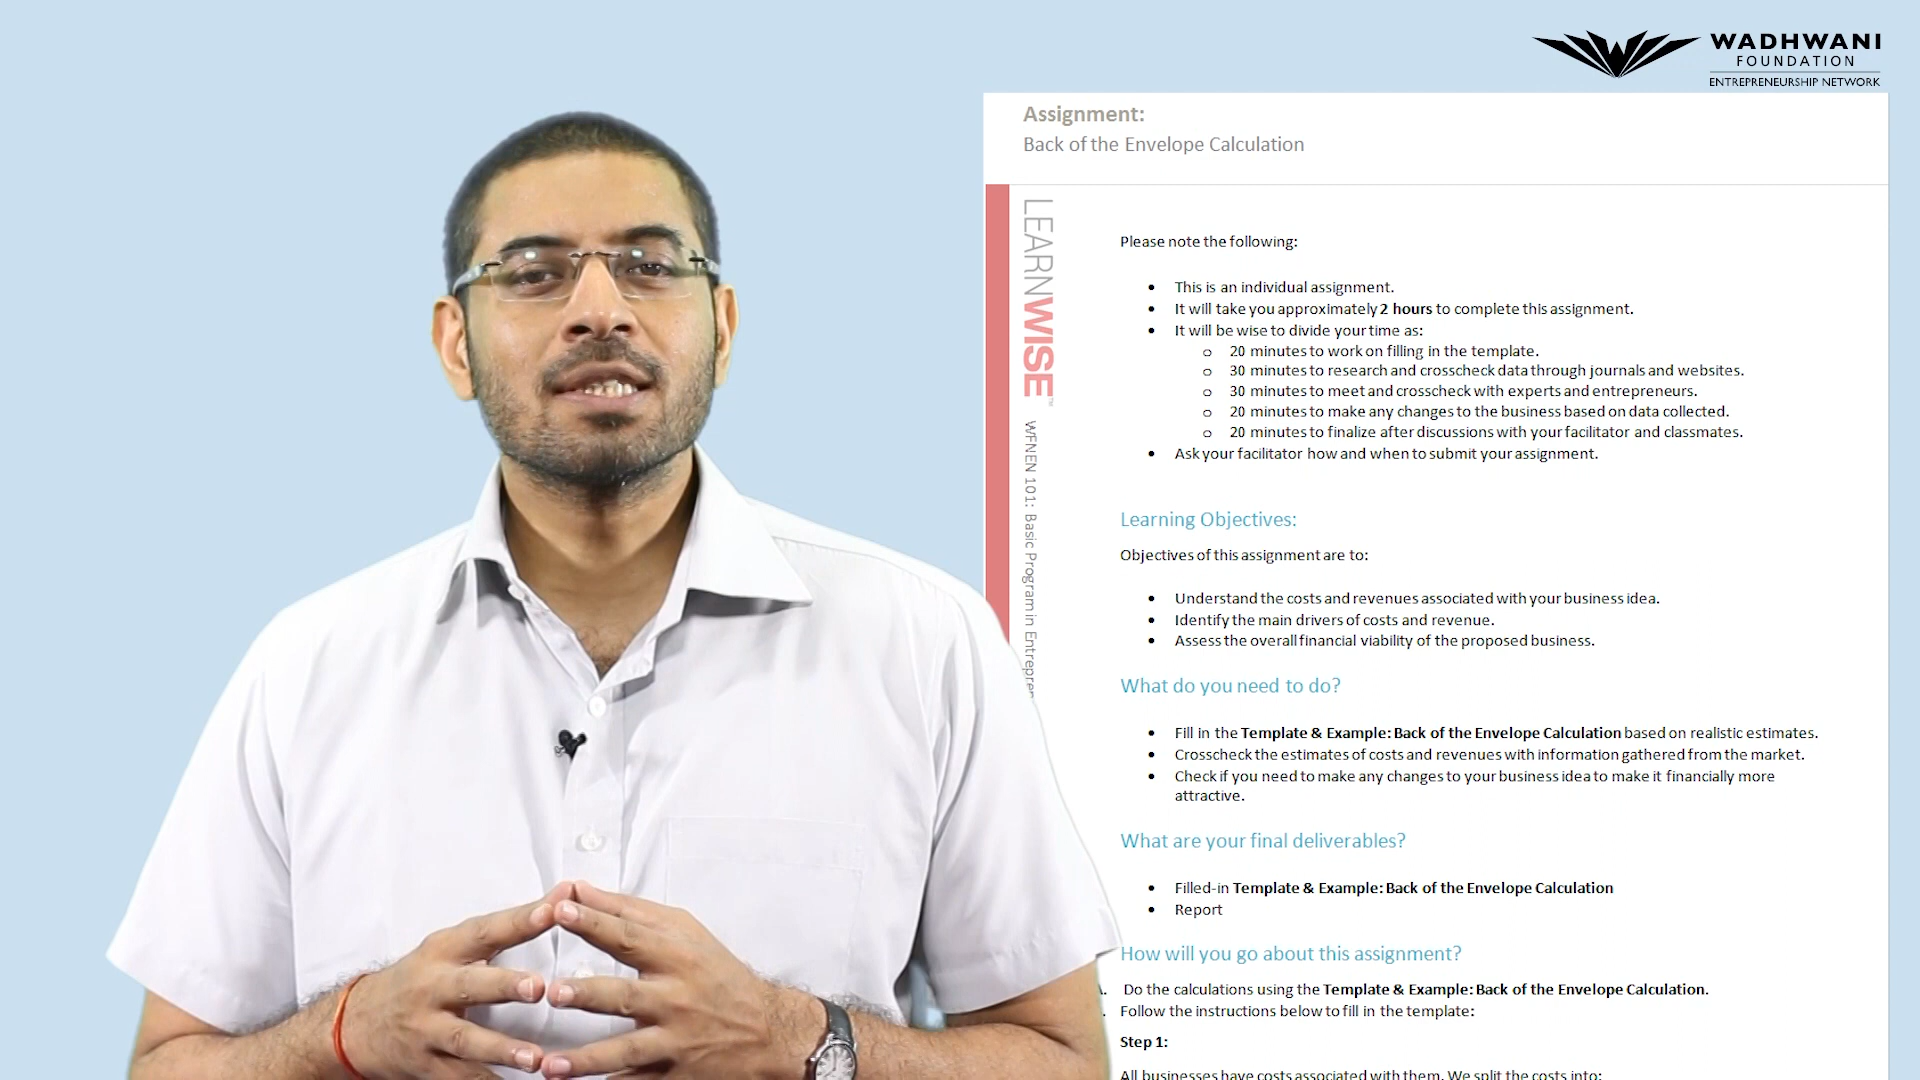 WADHWANI
FOUNDATION
ENTREPRENEURSHIP NETWORK
Assignment:
Back of the Envelope Calculation
LEARNWISE™
WFNEN 101: Basic Program in
Please note the following:
• This is an individual assignment.
• It will take you approximately 2 hours to complete this assignment.
• It will be wise to divide your time as:
o 20 minutes to work on filling in the template.
o 30 minutes to research and crosscheck data through journals and websites.
o 30 minutes to meet and crosscheck with experts and entrepreneurs.
o 20 minutes to make any changes to the business based on data collected.
o 20 minutes to finalize after discussions with your facilitator and classmates.
• Ask your facilitator how and when to submit your assignment.
Learning Objectives:
Objectives of this assignment are to:
• Understand the costs and revenues associated with your business idea.
• Identify the main drivers of costs and revenue.
• Assess the overall financial viability of the proposed business.
What do you need to do?
• Fill in the Template & Example: Back of the Envelope Calculation based on realistic estimates.
• Crosscheck the estimates of costs and revenues with information gathered from the market.
• Check if you need to make any changes to your business idea to make it financially more
attractive.
What are your final deliverables?
• Filled-in Template & Example: Back of the Envelope Calculation
• Report
How will you go about this assignment?
Do the calculations using the Template & Example: Back of the Envelope Calculation.
Follow the instructions below to fill in the template:
Step 1:
All businesses have costs associated with them. We split the costs into: